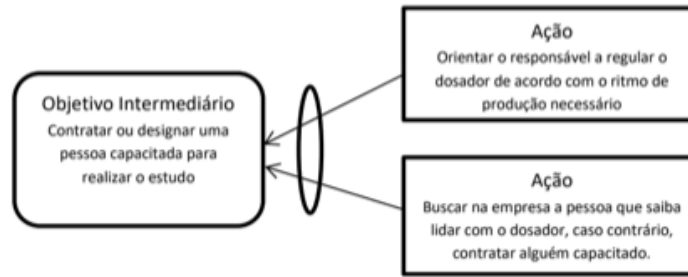 Objetivo Intermediário
Contratar ou designar uma
pessoa capacitada para
realizar o estudo
Ação
Orientar o responsável a regular o
dosador de acordo com o ritmo de
produção necessário
Ação
Buscar na empresa a pessoa que saiba
lidar com o dosador, caso contrário,
contratar alguém capacitado.